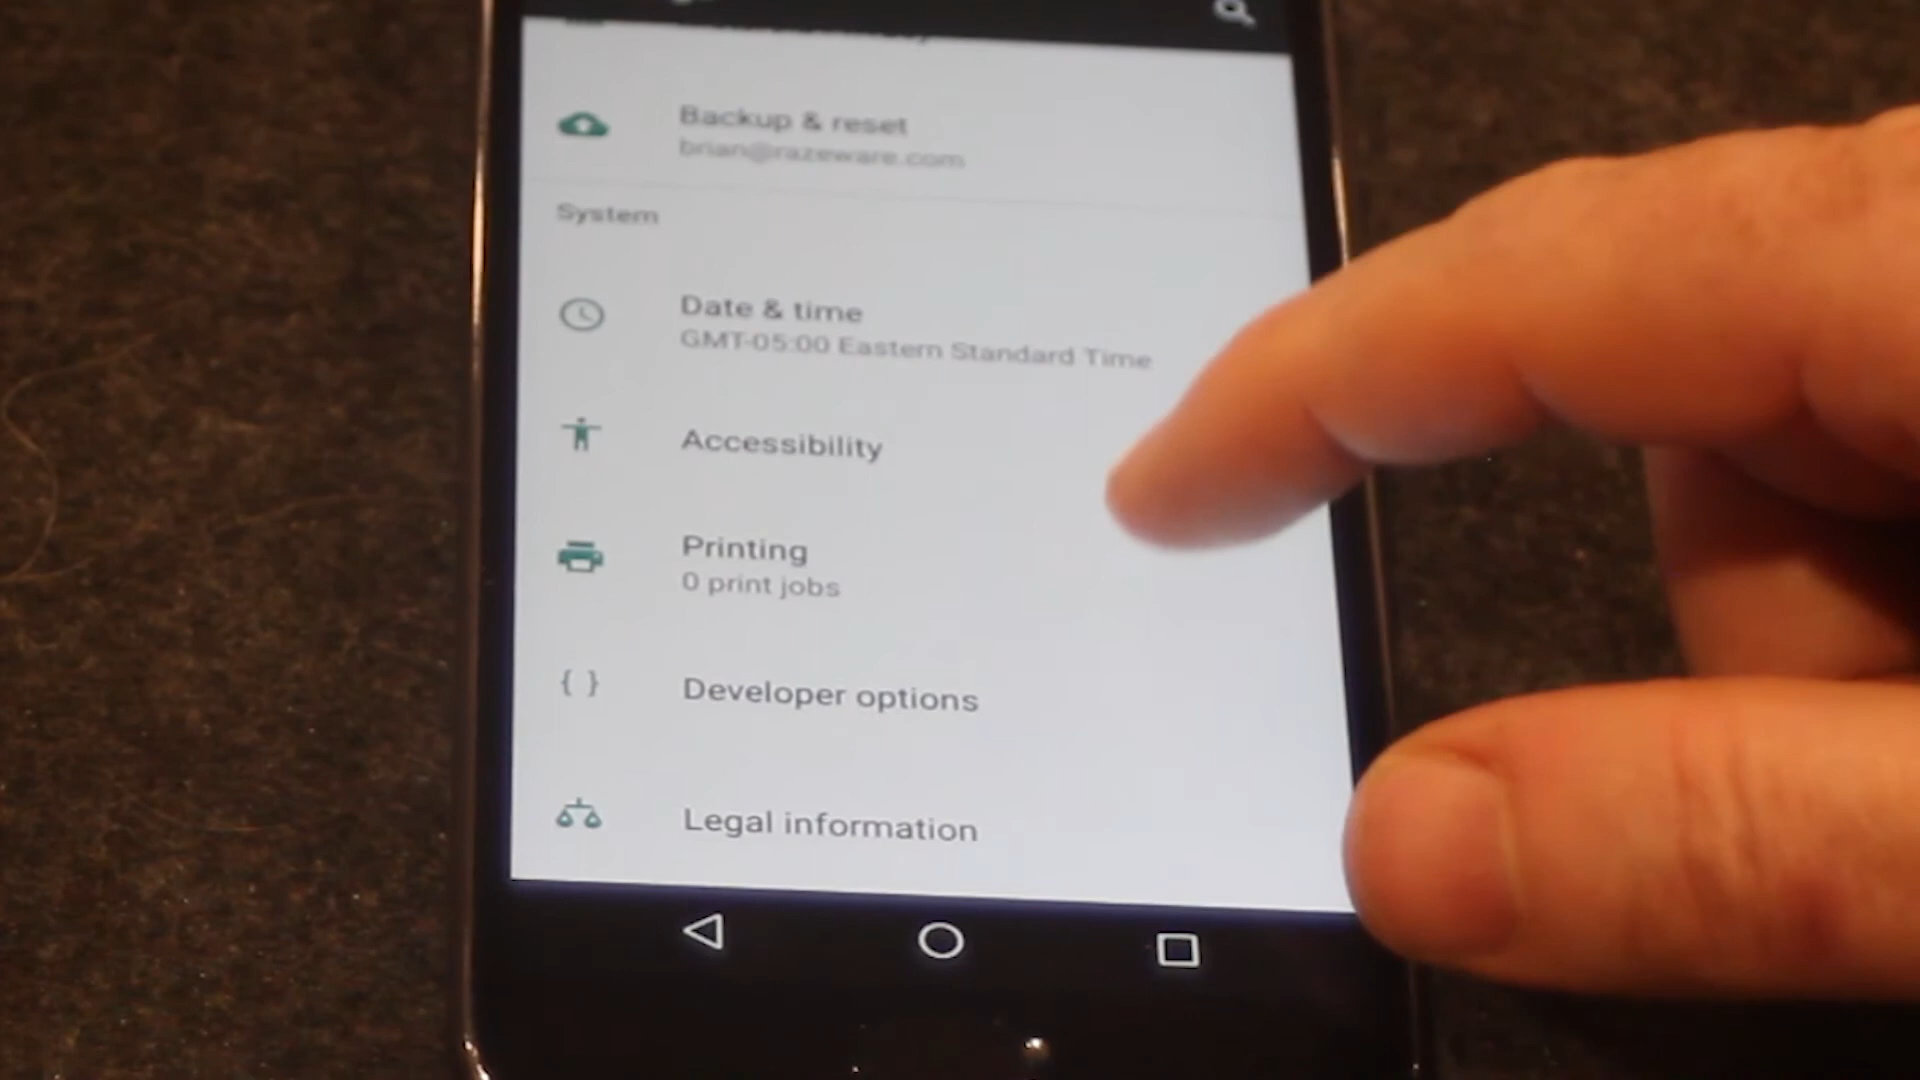 Backup & reset
brian@razeware.com
System
Date & time
GMT-05:00 Eastern Standard Time
Accessibility
Printing
0 print jobs
{ }
Developer options
Legal information